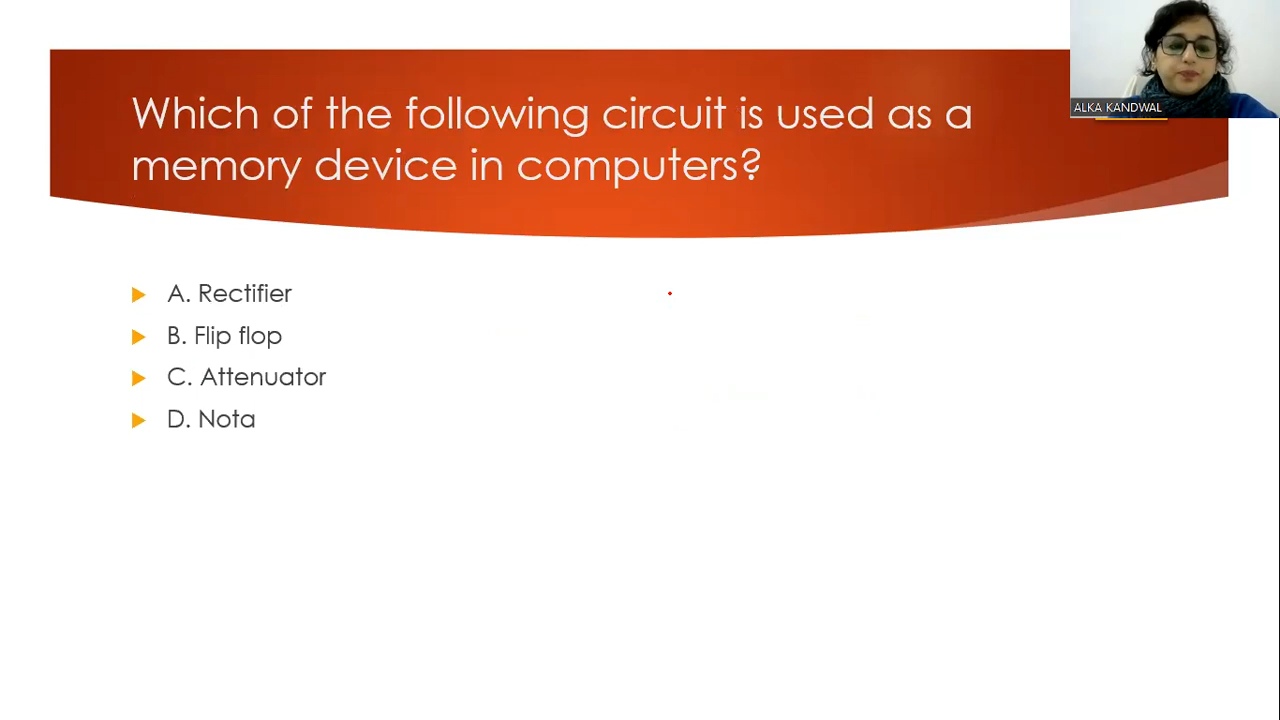 Which of the following circuit is used as a
memory device in computers?
ALKA KANDWAL
A. Rectifier
B. Flip flop
C. Attenuator
D. Nota